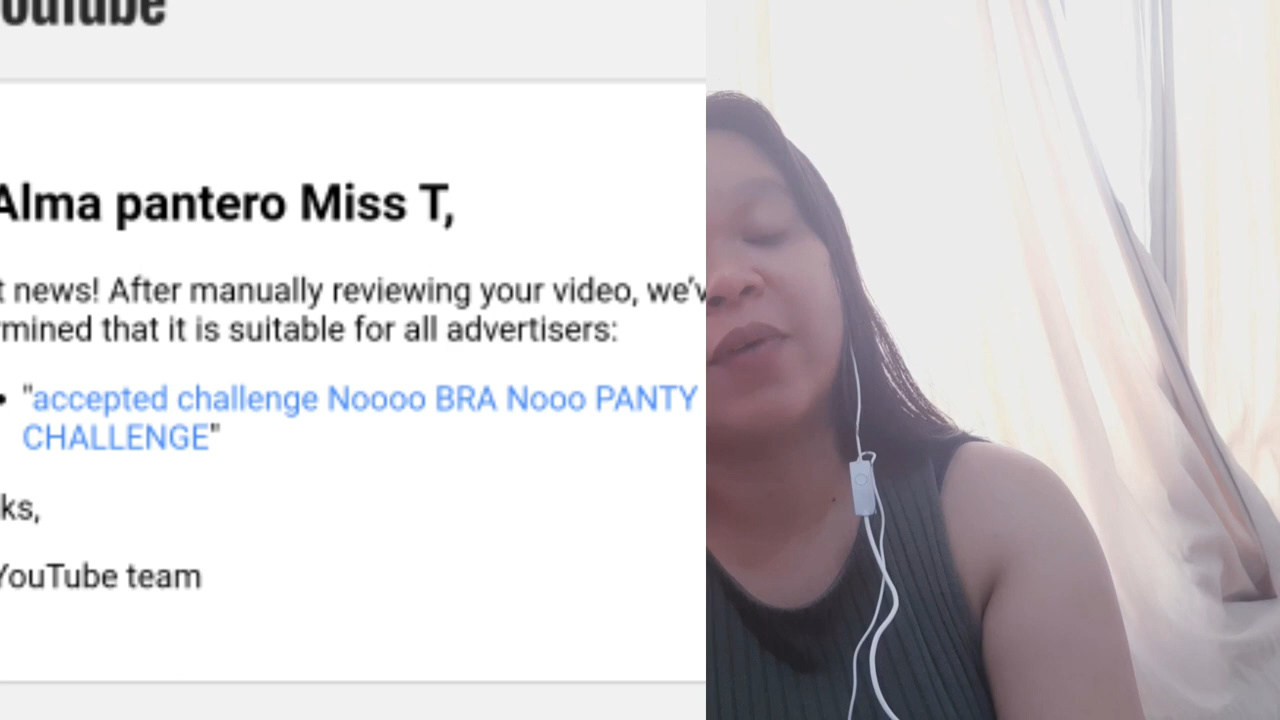 ouTube
Alma pantero Miss T,
t news! After manually reviewing your video, we'v
rmined that it is suitable for all advertisers:
• "accepted challenge Noooo BRA Nooo PANTY
CHALLENGE"
ks,
YouTube team